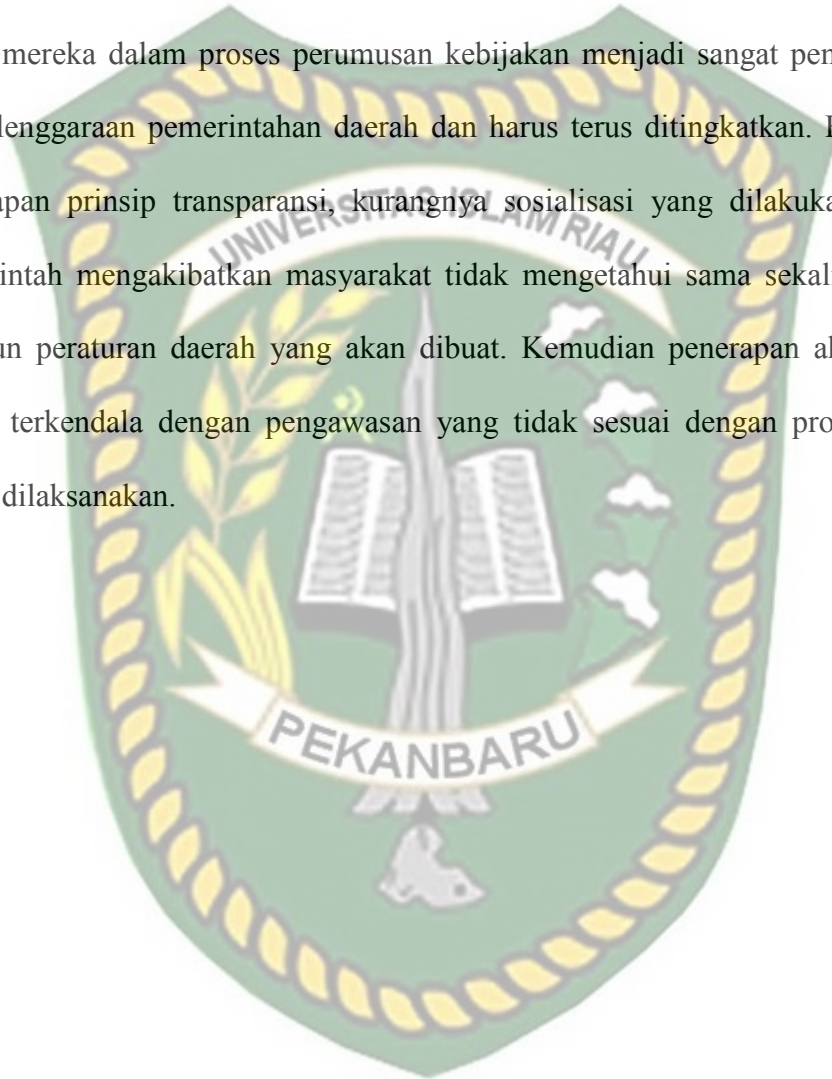 mereka dalam proses perumusan kebijakan menjadi sangat pen
lenggaraan pemerintahan daerah dan harus terus ditingkatkan.
apan prinsip transparansi, kurangnya sosialisasi yang dilakuka
UNIVERSITAS ISLAM RIAU
intah mengakibatkan masyarakat tidak mengetahui sama sekal
un peraturan daerah yang akan dibuat. Kemudian penerapan a
terkendala dengan pengawasan yang tidak sesuai dengan pro
dilaksanakan.
PEKANBARU